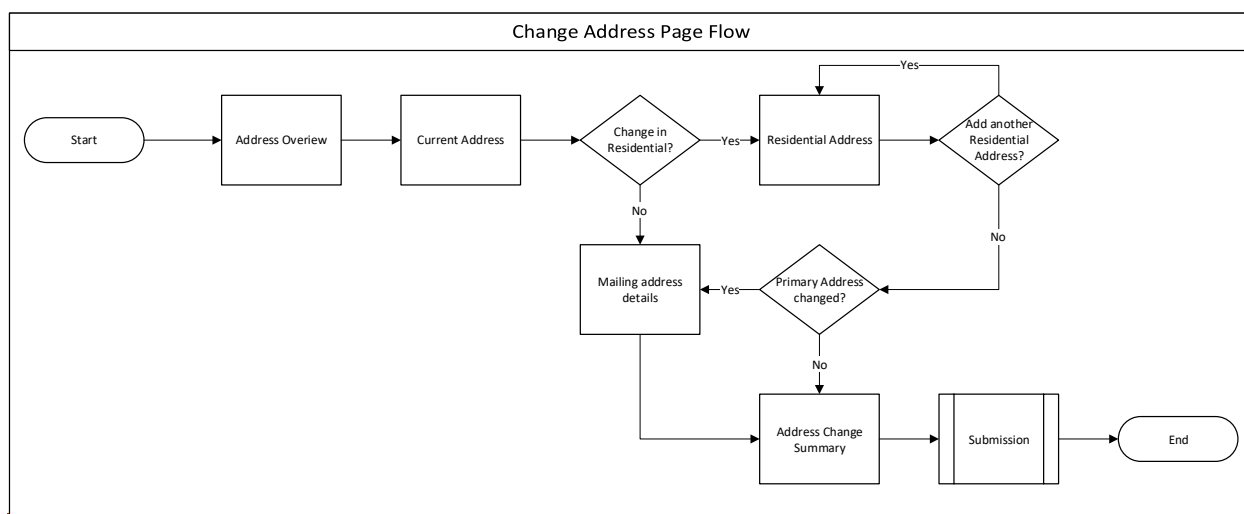 Change Address Page Flow
Yes
Start
Address Overiew
Current Address
Change in
Residential?
Yes
Residential Address
Add another
Residential
Address?
No
No
Mailing address
details
Yes
Primary Address
changed?
No
Address Change
Summary
Submission
End